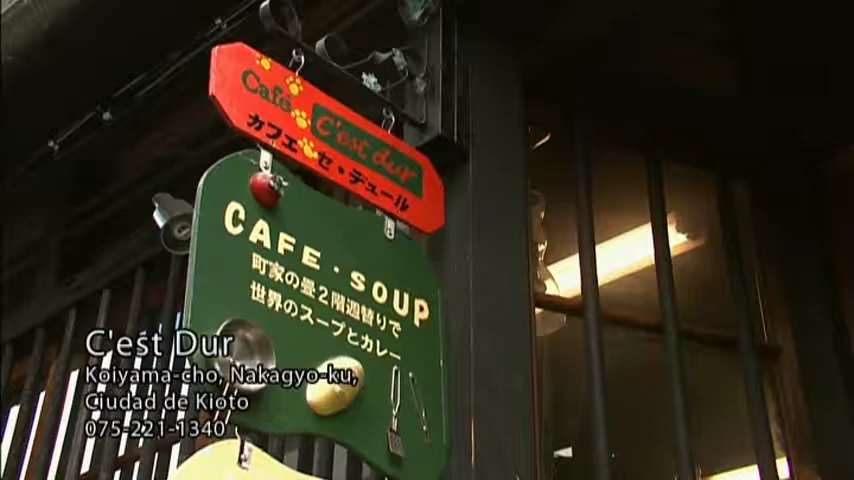 Café
C'est dur
カフェ・セ・デュール
CAFE・SOUP
町家の畳2階週替りで
世界のスープとカレー
C'est Dur
Koiyama-cho, Nakagyo-ku,
Ciudad de Kioto
075-221-1340